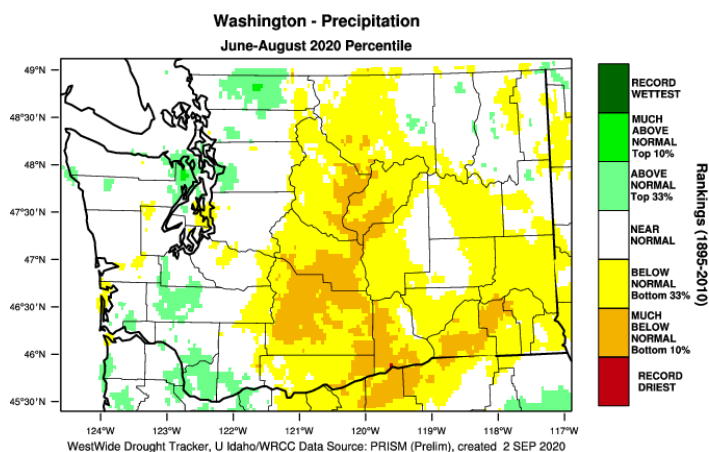 Washington - Precipitation
June-August 2020 Percentile
49°N
48°30'N
48°N
47°30'N
47°N
46°30'N
46°N
45°30'N
124°W
123°W
122°W
121°W
120°W
119°W
118°W
117°W
RECORD
WETTEST
MUCH
ABOVE
NORMAL
Top 10%
ABOVE
NORMAL
Top 33%
NEAR
NORMAL
BELOW
NORMAL
Bottom 33%
MUCH
BELOW
NORMAL
Bottom 10%
RECORD
DRIEST
Rankings (1895-2010)
WestWide Drought Tracker, U Idaho/WRCC Data Source: PRISM (Prelim), created 2 SEP 2020